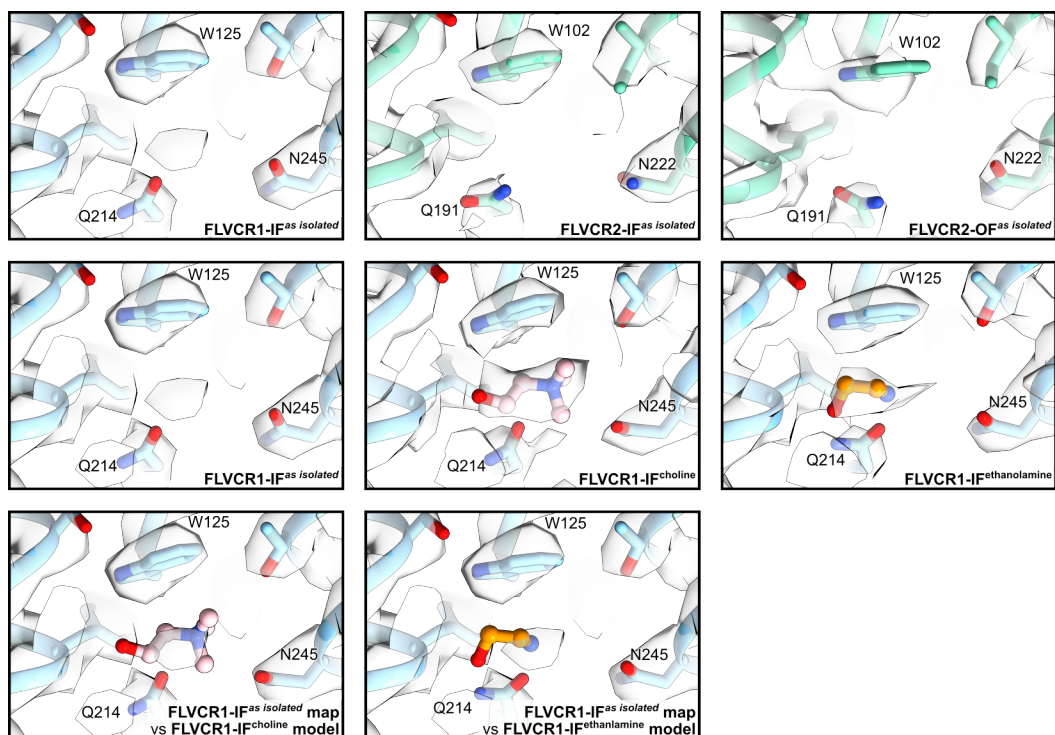 W125
N245
Q214
FLVCR1-IFas isolated
W102
N222
Q191
FLVCR2-IFas isolated
W102
N222
Q191
FLVCR2-OFas isolated
W125
N245
Q214
FLVCR1-IFas isolated
W125
N245
Q214
FLVCR1-IFcholine
W125
N245
Q214
FLVCR1-IFethanolamine
W125
N245
Q214
FLVCR1-IFas isolated map
vs FLVCR1-IFcholine model
W125
N245
Q214
FLVCR1-IFas isolated map
vs FLVCR1-IFethanlamine model